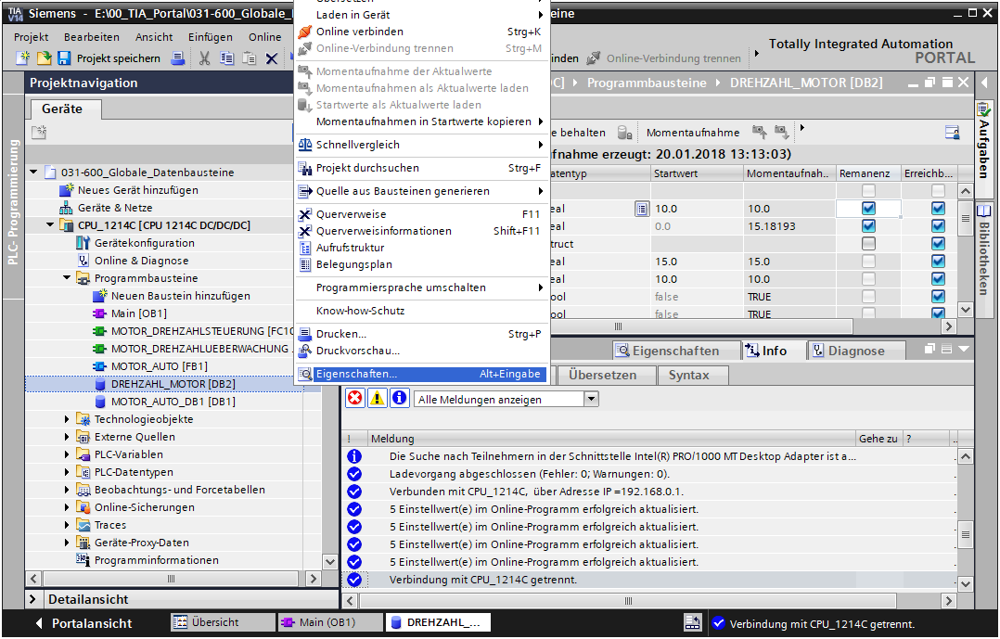 Siemens - E:\00_TIA_Portal\031-600_Globale_
steine
Projekt Bearbeiten Ansicht Einfügen Online
Projekt speichern
Totally Integrated Automation
PORTAL
nden Online-Verbindung trennen
Laden in Gerät
Online verbinden Strg+K
Online-Verbindung trennen Strg+M
Momentaufnahme der Aktualwerte
Momentaufnahmen als Aktualwerte laden
Startwerte als Aktualwerte laden
Momentaufnahmen in Startwerte kopieren
Schnellvergleich
Projekt durchsuchen Strg+F
Quelle aus Bausteinen generieren
Querverweise F11
Querverweisinformationen Shift+F11
Aufrufstruktur
Belegungsplan
Programmiersprache umschalten
Know-how-Schutz
Drucken... Strg+P
Druckvorschau...
Eigenschaften... Alt+Eingabe
PLC- Programmierung
Projektnavigation
Geräte
031-600_Globale_Datenbausteine
Neues Gerät hinzufügen
Geräte & Netze
CPU_1214C [CPU 1214C DC/DC/DC]
Gerätekonfiguration
Online & Diagnose
Programmbausteine
Neuen Baustein hinzufügen
Main [OB1]
MOTOR_DREHZAHLSTEUERUNG [FC10
MOTOR_DREHZAHLUEBERWACHUNG
MOTOR_AUTO [FB1]
DREHZAHL_MOTOR [DB2]
MOTOR_AUTO_DB1 [DB1]
Technologieobjekte
Externe Quellen
PLC-Variablen
PLC-Datentypen
Beobachtungs- und Forcetabellen
Online-Sicherungen
Traces
Geräte-Proxy-Daten
Programminformationen
Detailansicht
C] Programmbausteine DREHZAHL_MOTOR [DB2]
e behalten Momentaufnahme
ufnahme erzeugt: 20.01.2018 13:13:03)
atentyp Startwert Momentaufnah.. Remanenz Erreichb...
eal 10.0 10.0
eal 0.0 15.18193
truct
eal 15.0 15.0
eal 10.0 10.0
ool false TRUE
ool false TRUE
Eigenschaften Info Diagnose
Übersetzen Syntax
Alle Meldungen anzeigen
! Meldung Gehe zu ?
Die Suche nach Teilnehmern in der Schnittstelle Intel(R) PRO/1000 MT Desktop Adapter ist a...
Ladevorgang abgeschlossen (Fehler: 0; Warnungen: 0).
Verbunden mit CPU_1214C, über Adresse IP =192.168.0.1.
5 Einstellwert(e) im Online-Programm erfolgreich aktualisiert.
5 Einstellwert(e) im Online-Programm erfolgreich aktualisiert.
5 Einstellwert(e) im Online-Programm erfolgreich aktualisiert.
5 Einstellwert(e) im Online-Programm erfolgreich aktualisiert.
Verbindung mit CPU_1214C getrennt.
Aufgaben
Bibliotheken
Portalansicht Übersicht Main (OB1) DREHZAHL_... Verbindung mit CPU_1214C getrennt.